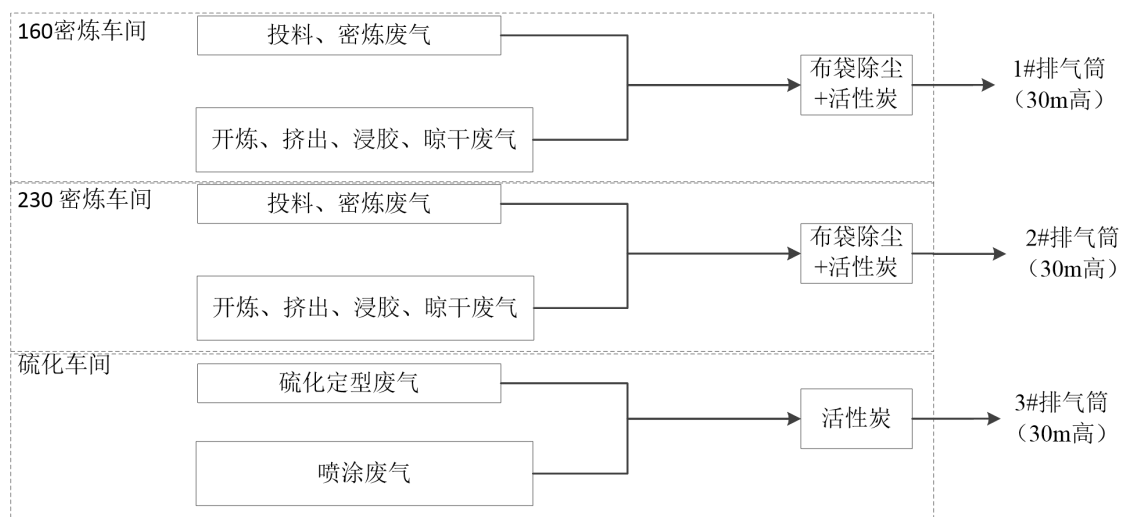 160密炼车间
投料、密炼废气
开炼、挤出、浸胶、晾干废气
布袋除尘
+活性炭
1#排气筒
（30m高）
230 密炼车间
投料、密炼废气
开炼、挤出、浸胶、晾干废气
布袋除尘
+活性炭
2#排气筒
（30m高）
硫化车间
硫化定型废气
喷涂废气
活性炭
3#排气筒
（30m高）